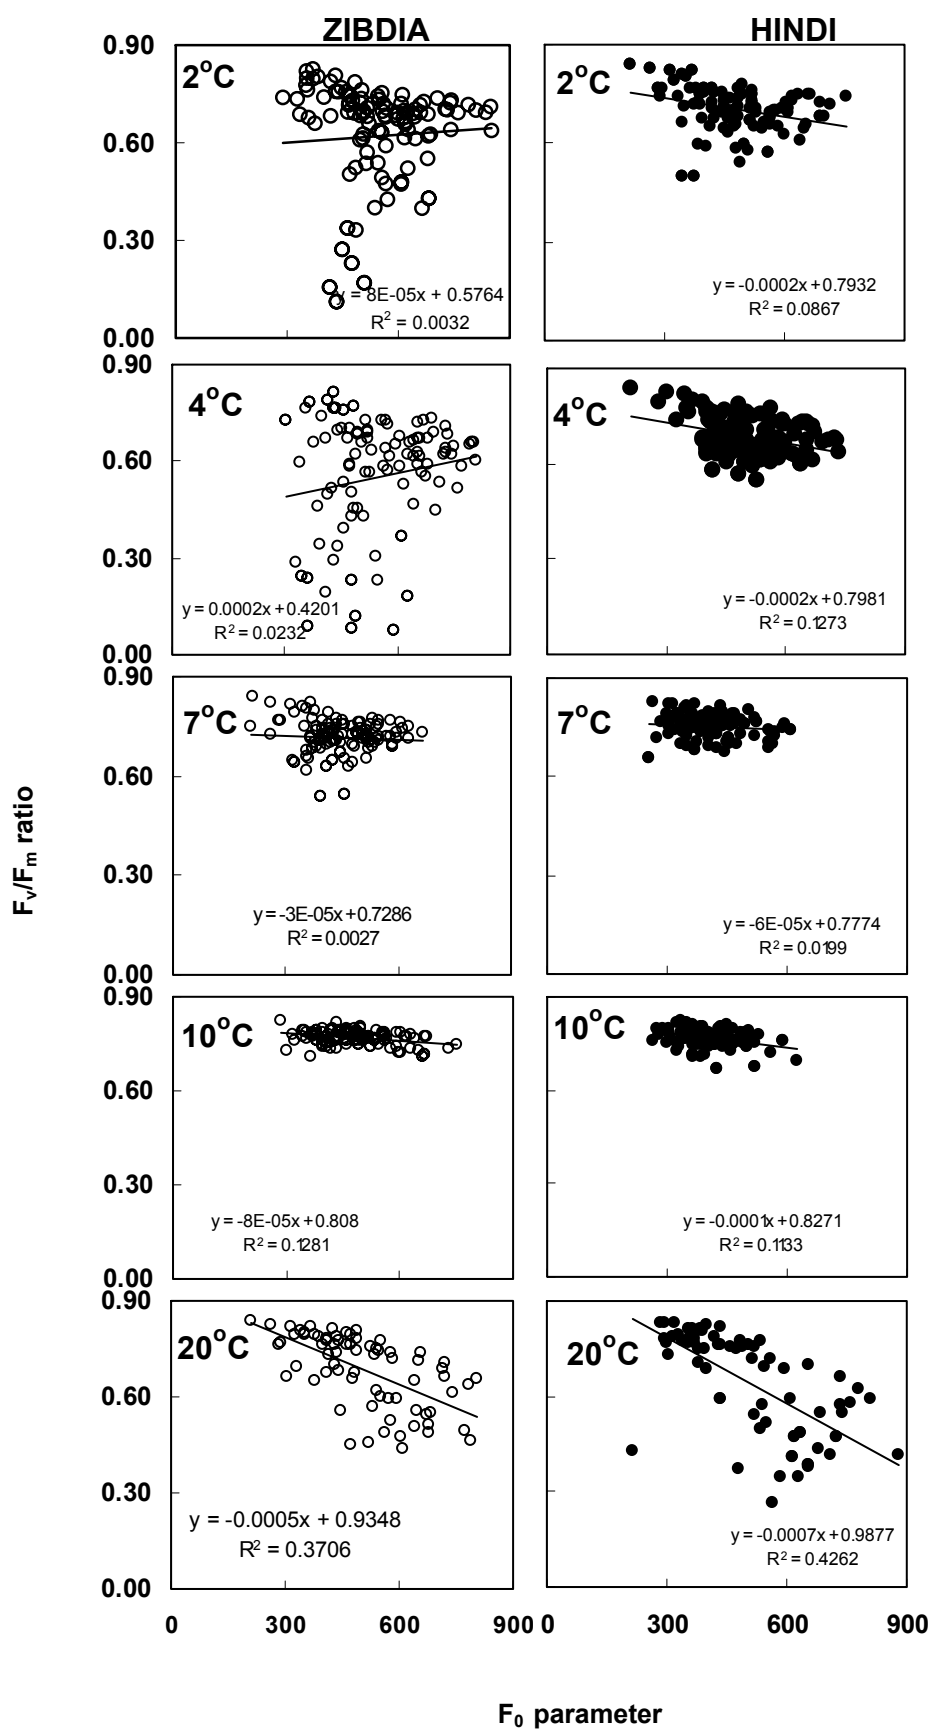 ZIBDIA HINDI
0.90
2°C 2°C
0.60
0.30
y = 8E-05x + 0.5764
R² = 0.0032
y = -0.0002x + 0.7932
R² = 0.0867
0.00
0.90
4°C 4°C
0.60
0.30
y = 0.0002x + 0.4201
R² = 0.0232
y = -0.0002x + 0.7981
R² = 0.1273
0.00
0.90
7°C 7°C
0.60
Fv/Fm ratio
0.30
y = -3E-05x + 0.7286
R² = 0.0027
y = -6E-05x + 0.7774
R² = 0.0199
0.00
0.90
10°C 10°C
0.60
0.30
y = -8E-05x + 0.808
R² = 0.1281
y = -0.0001x + 0.8271
R² = 0.1133
0.00
0.90
20°C 20°C
0.60
0.30
y = -0.0005x + 0.9348
R² = 0.3706
y = -0.0007x + 0.9877
R² = 0.4262
0.00
0 300 600 900 0 300 600 900
F₀ parameter